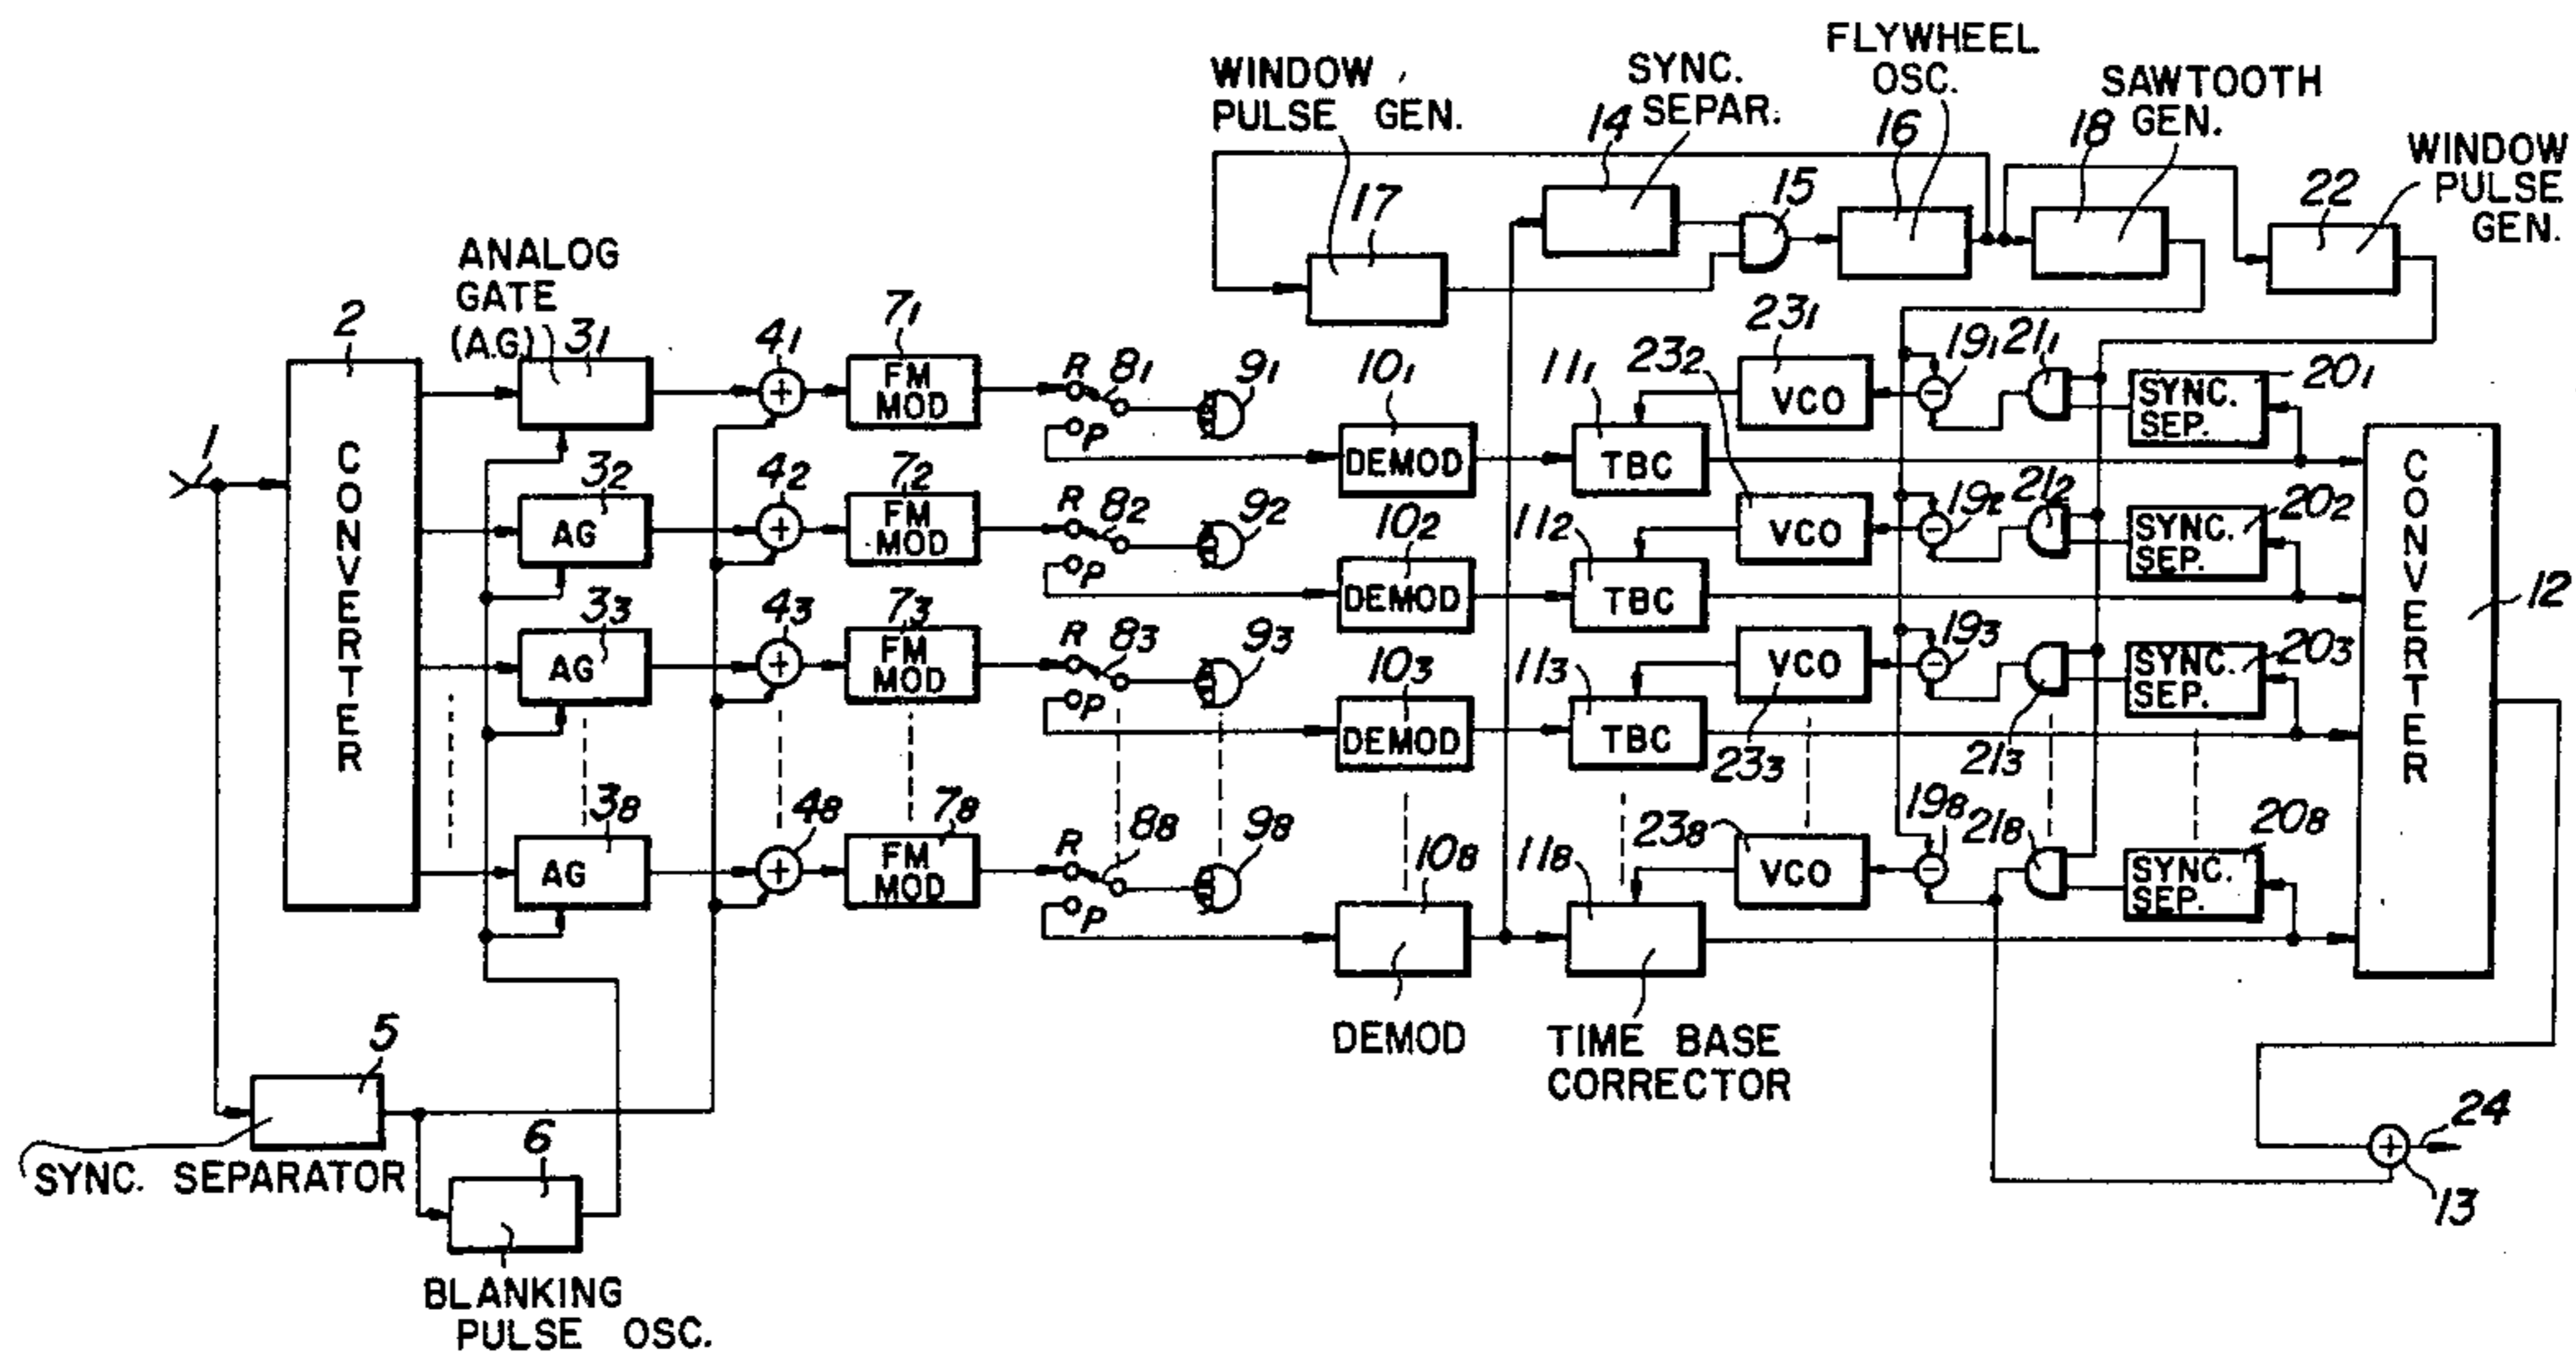 FLYWHEEL
OSC.
WINDOW
PULSE GEN.
SYNC.
SEPAR.
SAWTOOTH
GEN.
WINDOW
PULSE
GEN.
14
15
16
17
18
22
ANALOG
GATE
(A.G.)
1
2
CONVERTER
3₁
4₁
7₁
FM
MOD
R
P
8₁
9₁
10₁
DEMOD
11₁
TBC
23₁
VCO
19₁
21₁
20₁
SYNC.
SEP.
3₂
AG
4₂
7₂
FM
MOD
R
P
8₂
9₂
10₂
DEMOD
11₂
TBC
23₂
VCO
19₂
21₂
20₂
SYNC.
SEP.
3₃
AG
4₃
7₃
FM
MOD
R
P
8₃
9₃
10₃
DEMOD
11₃
TBC
23₃
VCO
19₃
21₃
20₃
SYNC.
SEP.
3₈
AG
4₈
7₈
FM
MOD
R
P
8₈
9₈
10₈
DEMOD
11₈
TIME BASE
CORRECTOR
23₈
VCO
19₈
21₈
20₈
SYNC.
SEP.
CONVERTER
12
5
SYNC. SEPARATOR
6
BLANKING
PULSE OSC.
24
13